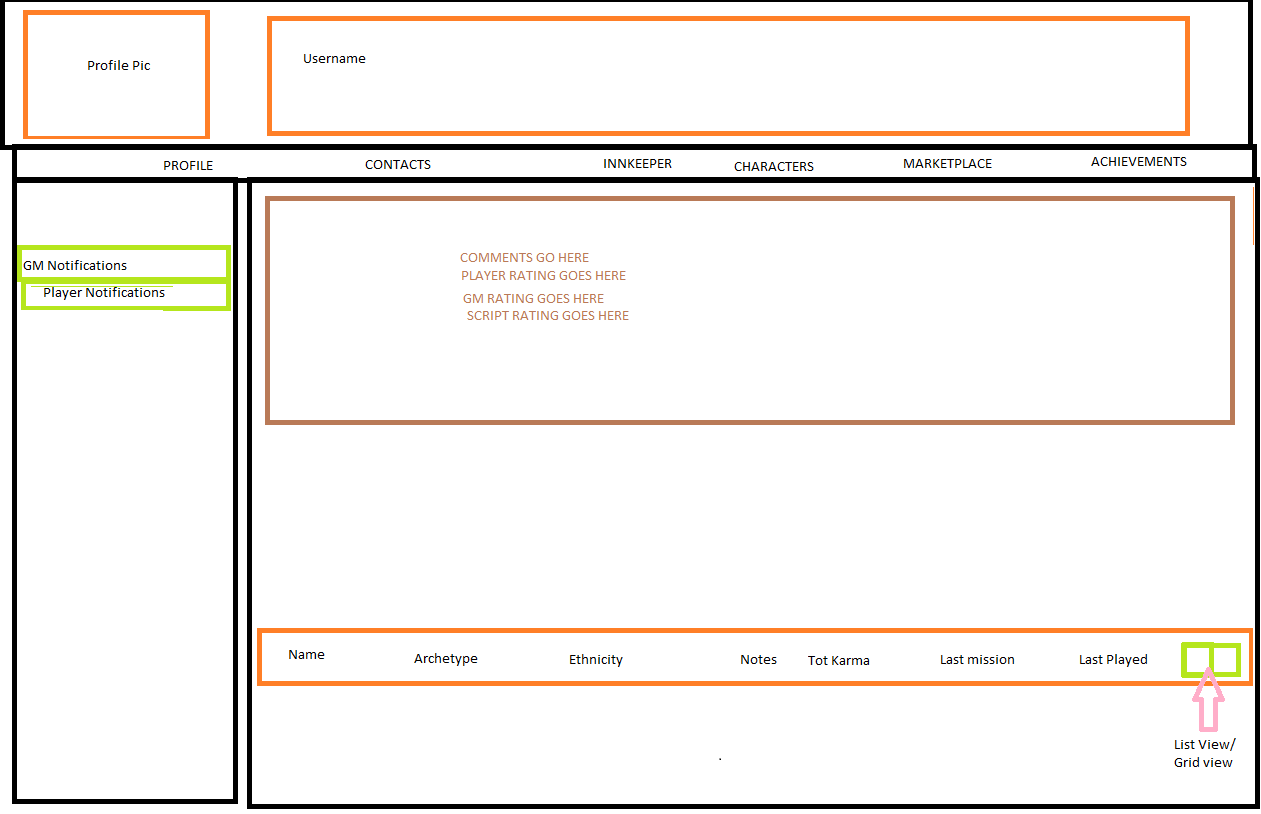 Profile Pic
Username
PROFILE CONTACTS INNKEEPER CHARACTERS MARKETPLACE ACHIEVEMENTS
GM Notifications
Player Notifications
COMMENTS GO HERE
PLAYER RATING GOES HERE
GM RATING GOES HERE
SCRIPT RATING GOES HERE
Name Archetype Ethnicity Notes Tot Karma Last mission Last Played
List View/
Grid view